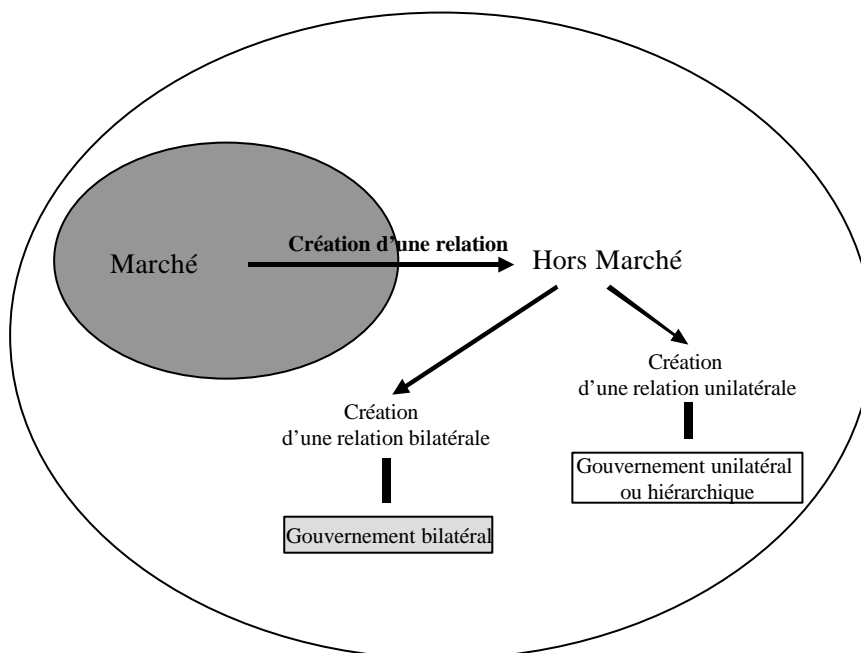 Création d’une relation
Marché
Hors Marché
Création
d’une relation unilatérale
Création
d’une relation bilatérale
Gouvernement unilatéral
ou hiérarchique
Gouvernement bilatéral